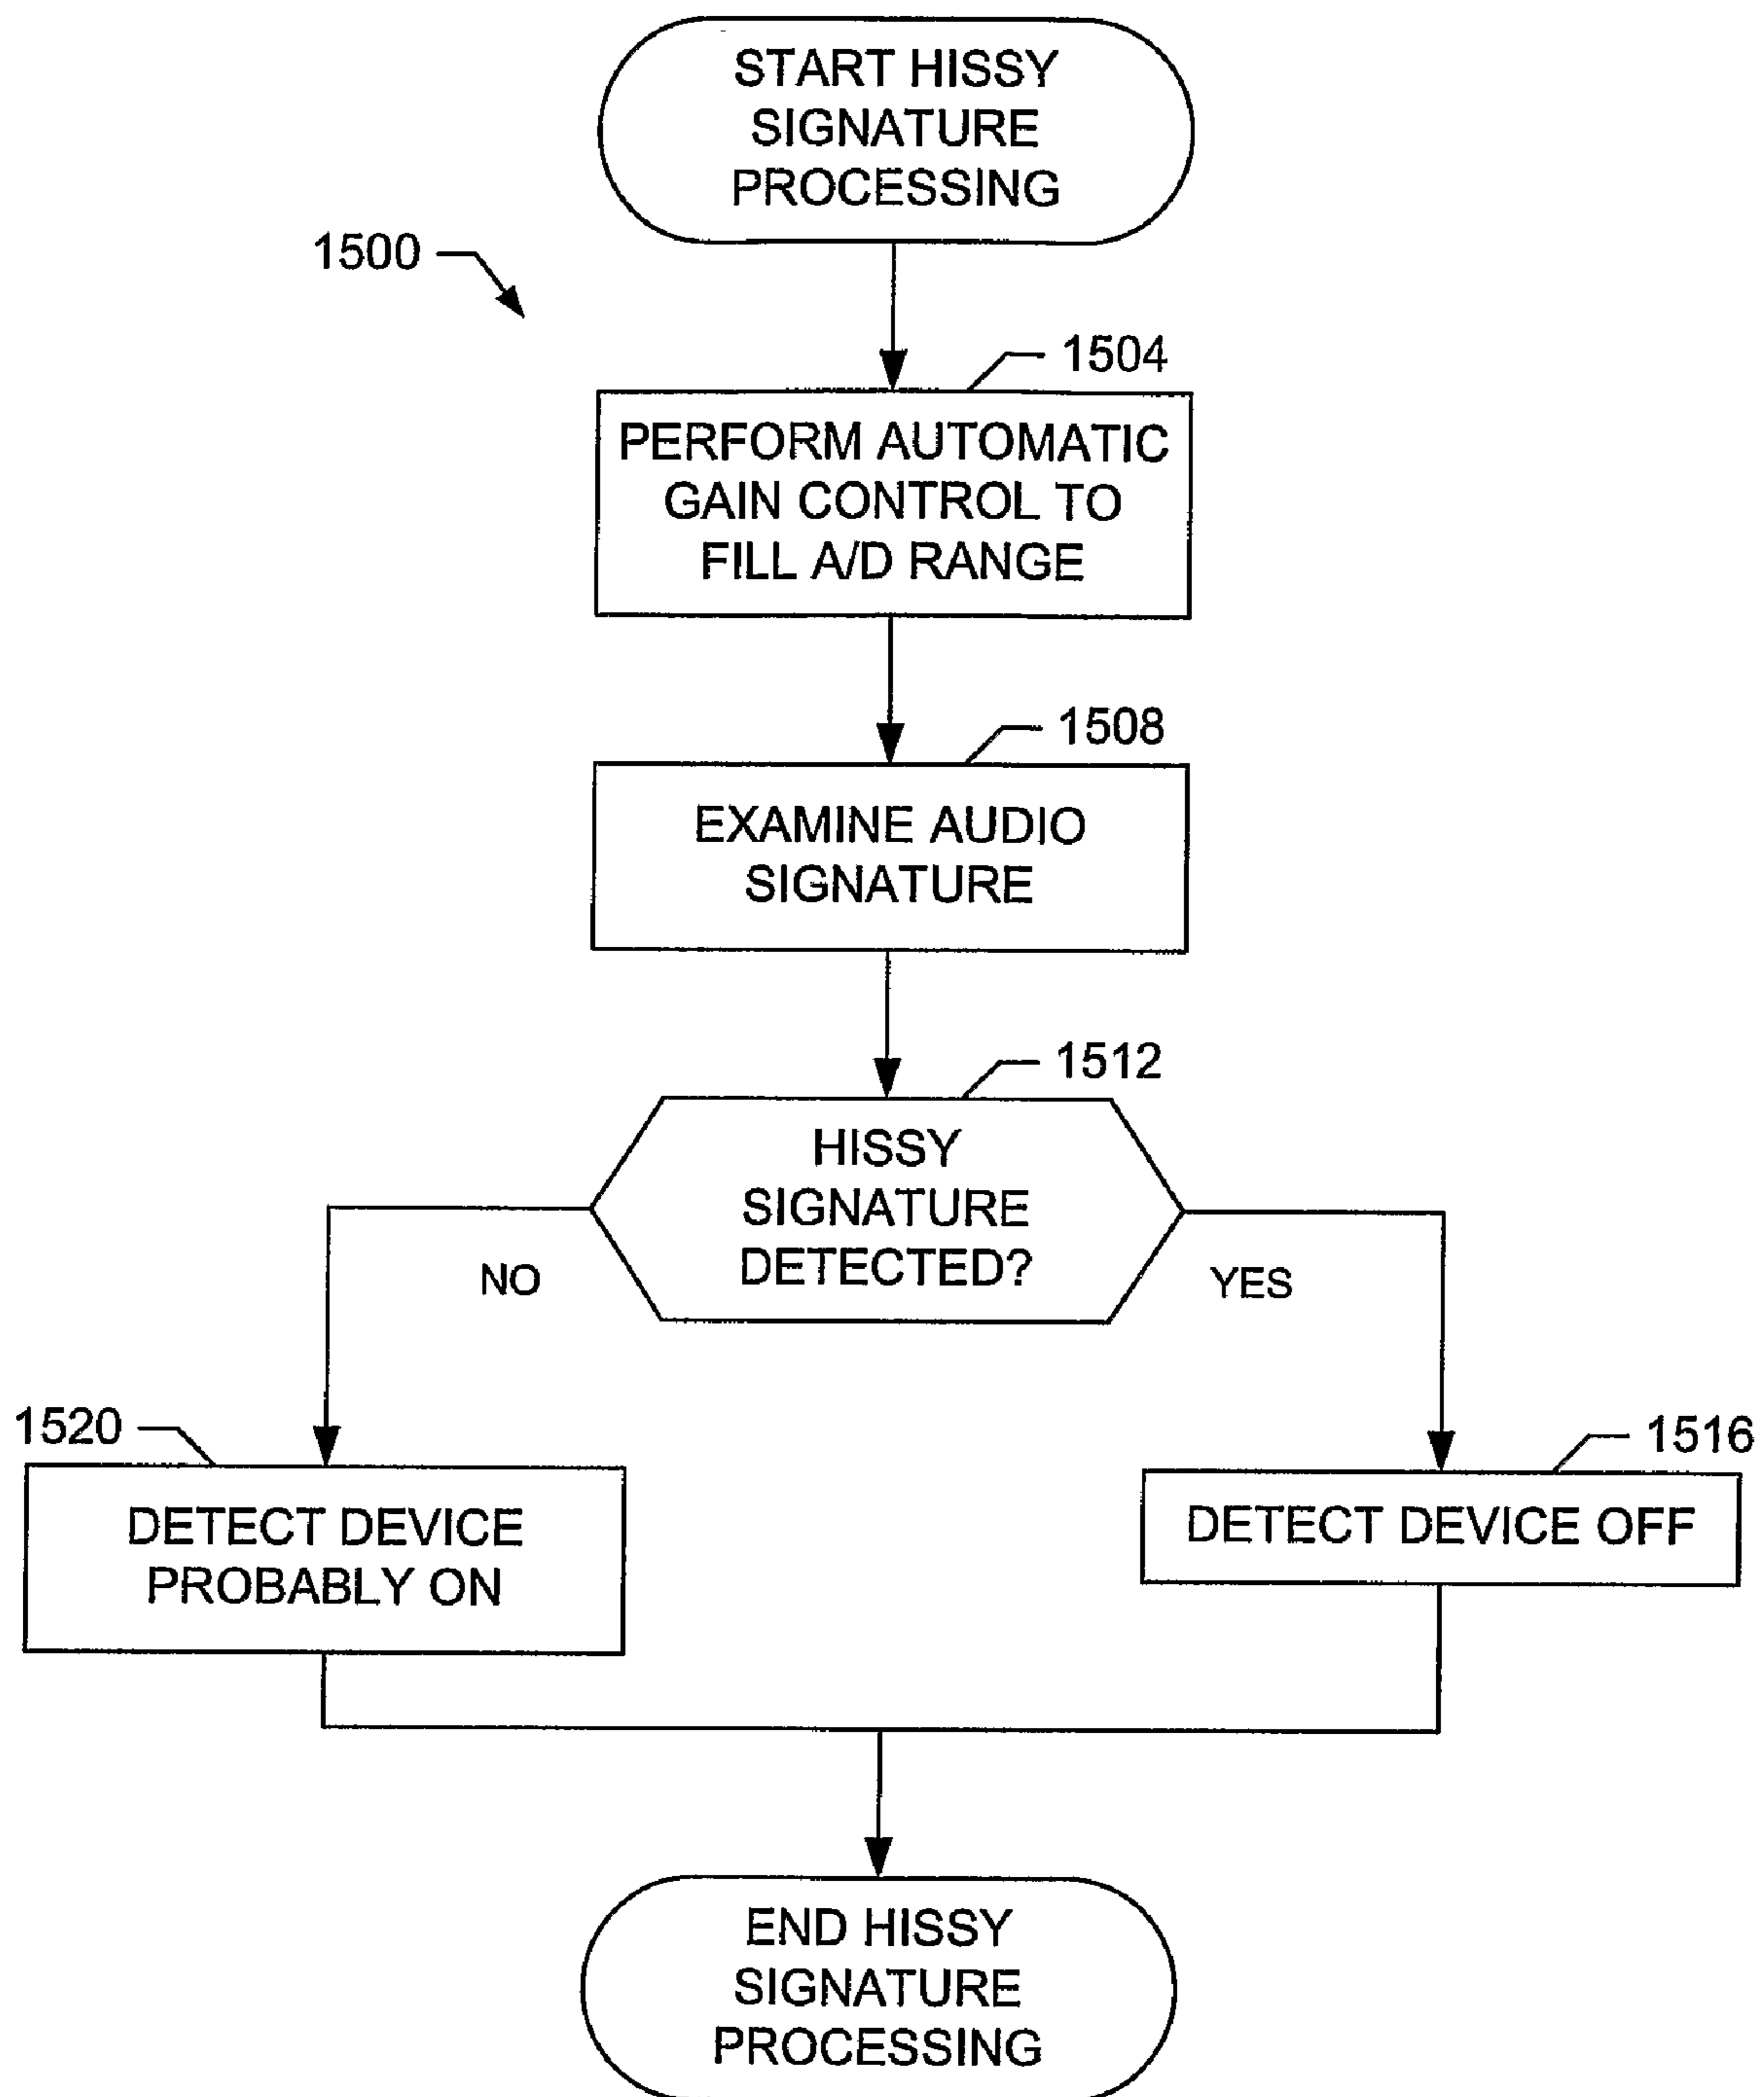 START HISSY
SIGNATURE
PROCESSING
1500
1504
PERFORM AUTOMATIC
GAIN CONTROL TO
FILL A/D RANGE
1508
EXAMINE AUDIO
SIGNATURE
1512
HISSY
SIGNATURE
DETECTED?
NO
YES
1520
DETECT DEVICE
PROBABLY ON
1516
DETECT DEVICE OFF
END HISSY
SIGNATURE
PROCESSING